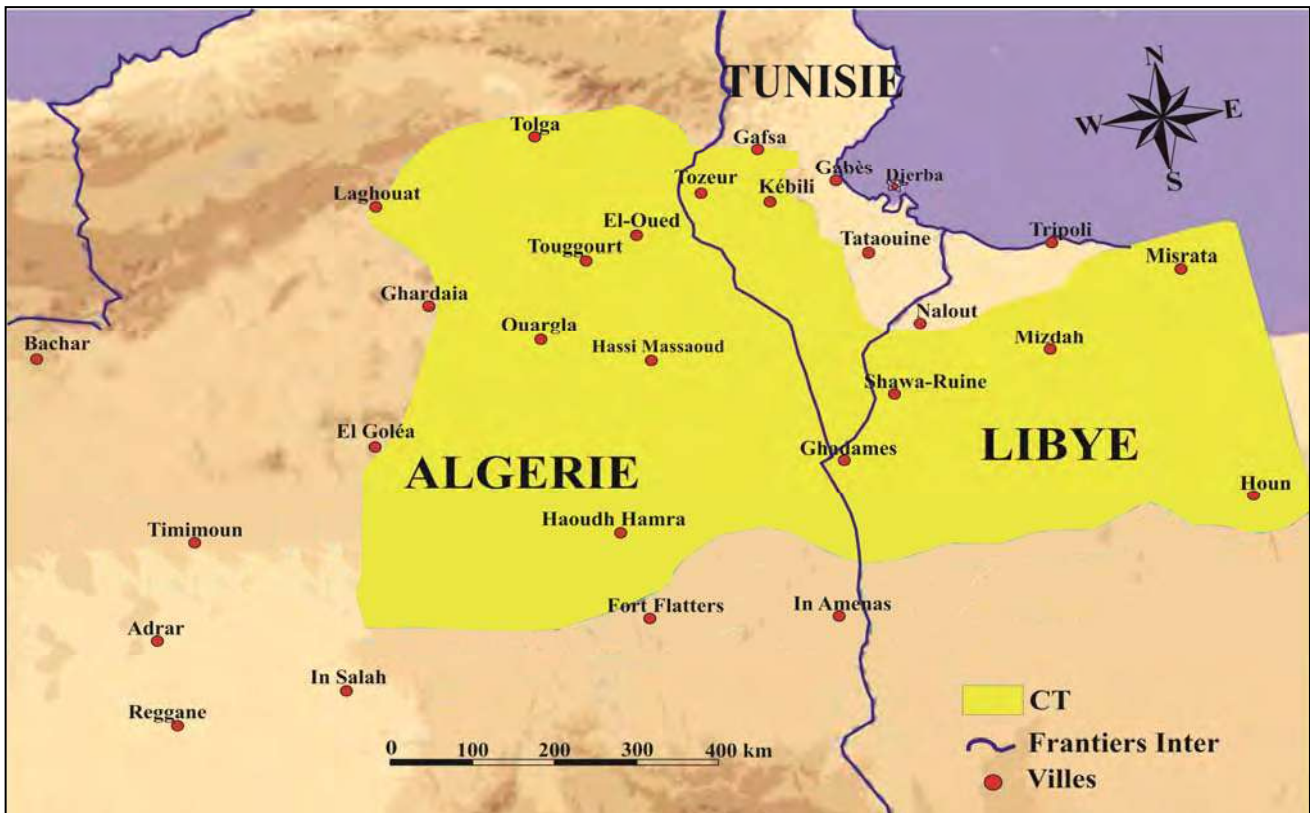 N
TUNISIE
W
E
S
Tolga
Gafsa
Gabès
Djerba
Tozeur
Kébili
Laghouat
El-Oued
Touggourt
Tataouine
Tripoli
Misrata
Ghardaia
Ouargla
Nalout
Bachar
Hassi Massaoud
Mizdah
Shawa-Ruine
El Goléa
ALGERIE
Ghadames
LIBYE
Houn
Timimoun
Haoudh Hamra
Fort Flatters
In Amenas
Adrar
In Salah
Reggane
CT
Frantiers Inter
Villes
0 100 200 300 400 km